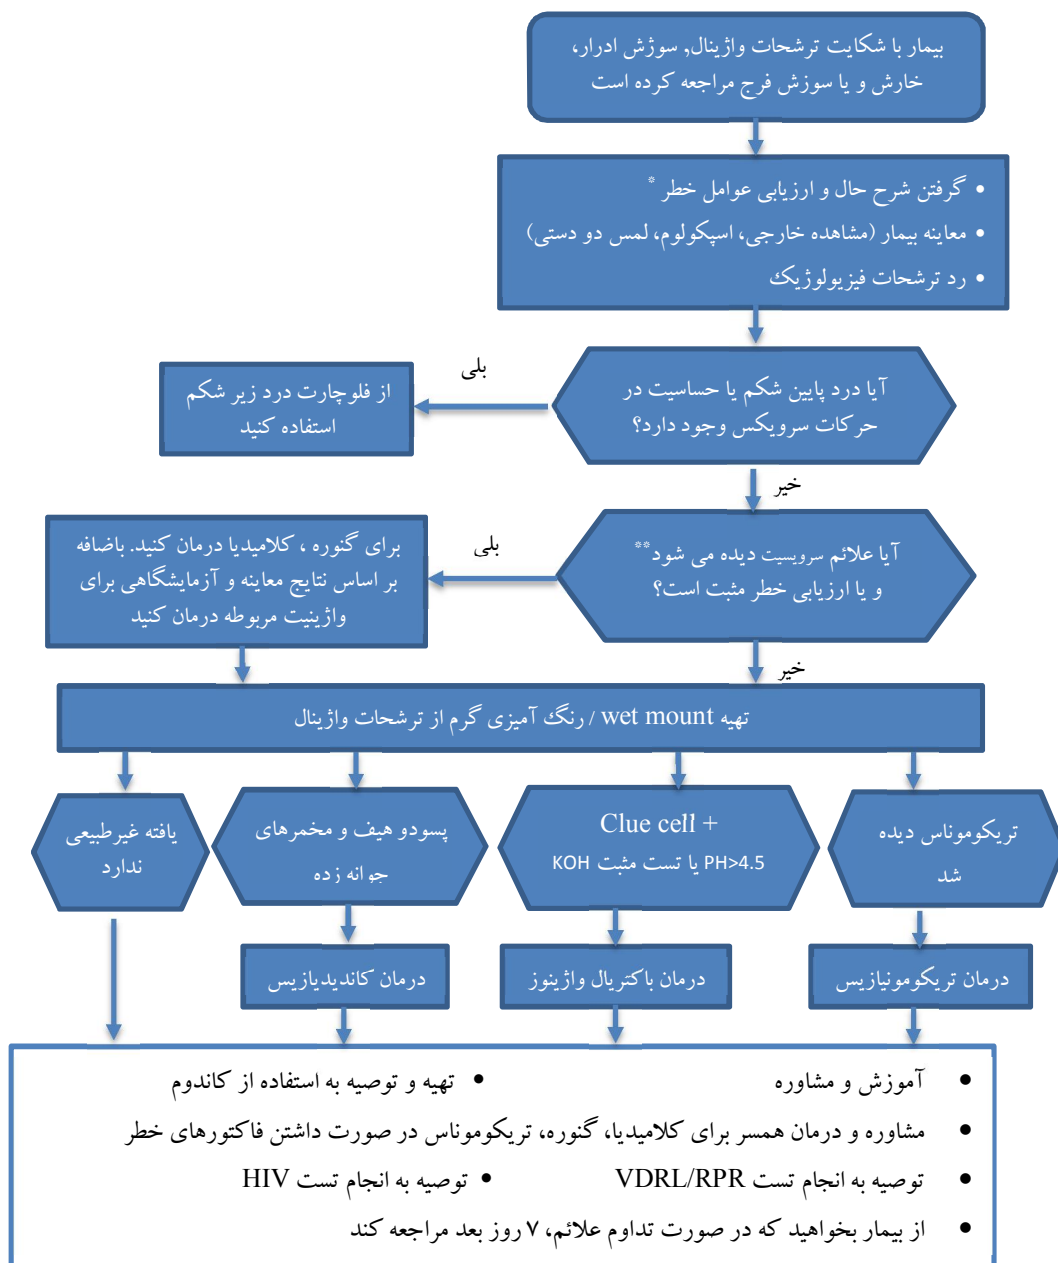 بیمار با شکایت ترشحات واژینال, سوزش ادرار،
خارش و یا سوزش فرج مراجعه کرده است
• گرفتن شرح حال و ارزیابی عوامل خطر *
• معاینه بیمار (مشاهده خارجی، اسپکولوم، لمس دو دستی)
• رد ترشحات فیزیولوژیک
آیا درد پایین شکم یا حساسیت در
حرکات سرویکس وجود دارد؟
بلی
از فلوچارت درد زیر شکم
استفاده کنید
خیر
آیا علائم سرویسیت دیده می شود**
و یا ارزیابی خطر مثبت است؟
بلی
برای گنوره ، کلامیدیا درمان کنید. باضافه
بر اساس نتایج معاینه و آزمایشگاهی برای
واژینیت مربوطه درمان کنید
خیر
تهیه wet mount / رنگ آمیزی گرم از ترشحات واژینال
تریکوموناس دیده
شد
Clue cell +
PH>4.5 یا تست مثبت KOH
پسودو هیف و مخمرهای
جوانه زده
یافته غیرطبیعی
ندارد
درمان تریکومونیازیس
درمان باکتریال واژینوز
درمان کاندیدیازیس
• آموزش و مشاوره • تهیه و توصیه به استفاده از کاندوم
• مشاوره و درمان همسر برای کلامیدیا، گنوره، تریکوموناس در صورت داشتن فاکتورهای خطر
• توصیه به انجام تست VDRL/RPR • توصیه به انجام تست HIV
• از بیمار بخواهید که در صورت تداوم علائم، ۷ روز بعد مراجعه کند